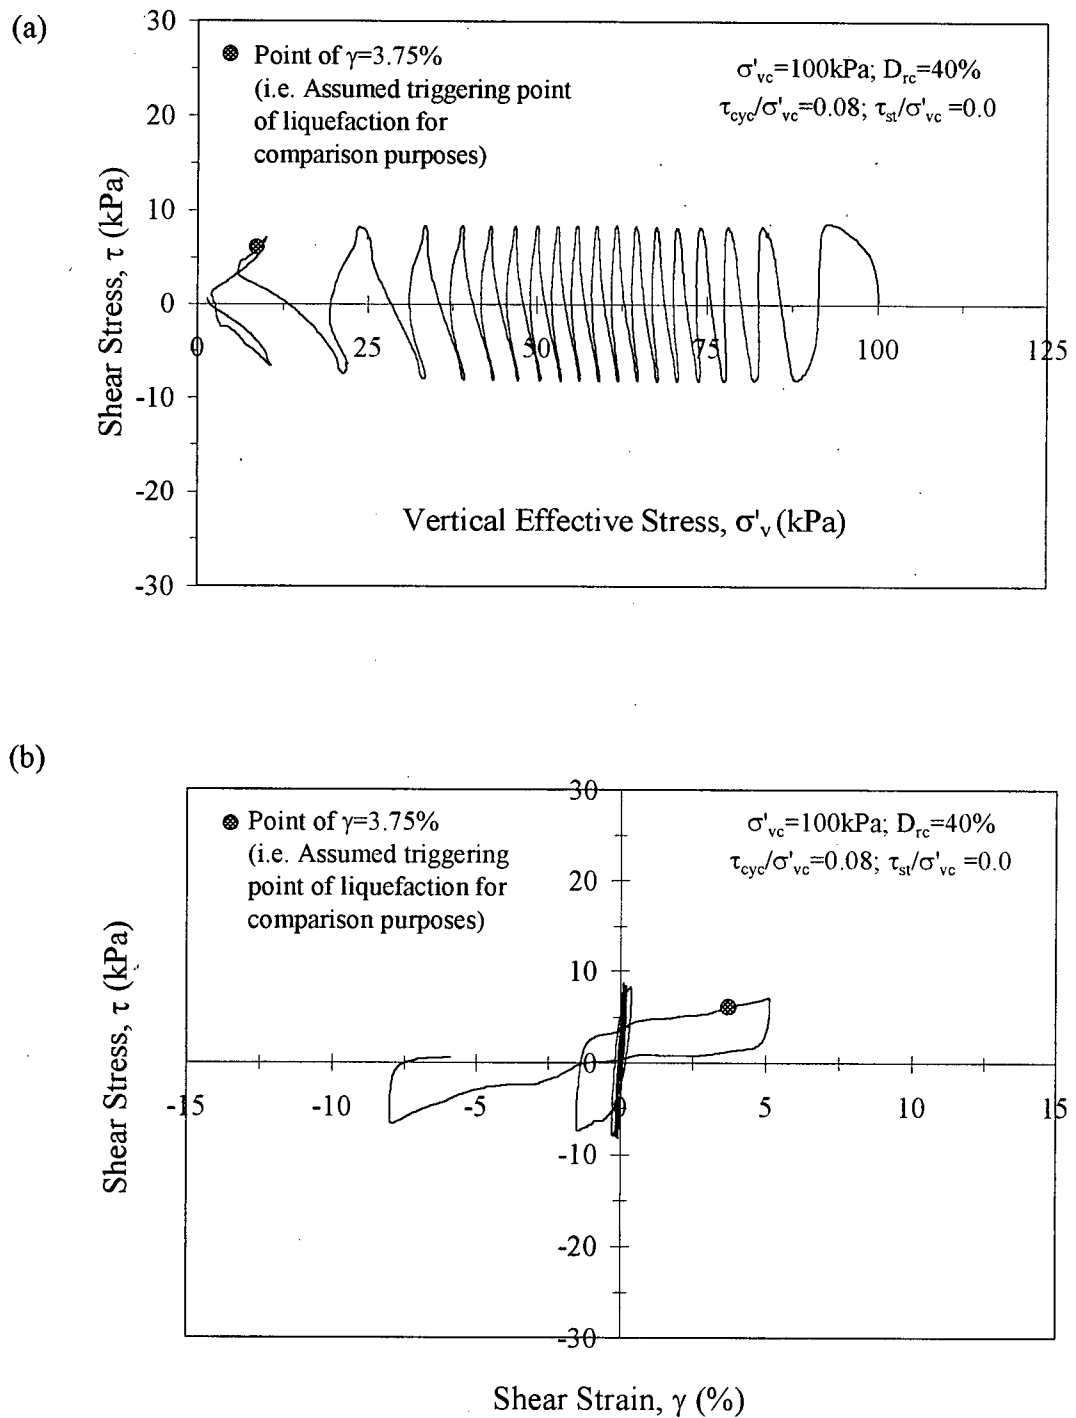 (a)
30
20
10
0
-10
-20
-30
Shear Stress, τ (kPa)
Point of γ=3.75%
(i.e. Assumed triggering point
of liquefaction for
comparison purposes)
σ'vc=100kPa; Drc=40%
τcyc/σ'vc=0.08; τst/σ'vc =0.0
0 25 50 75 100 125
Vertical Effective Stress, σ'v (kPa)
(b)
30
20
10
0
-10
-20
-30
Shear Stress, τ (kPa)
Point of γ=3.75%
(i.e. Assumed triggering
point of liquefaction for
comparison purposes)
σ'vc=100kPa; Drc=40%
τcyc/σ'vc=0.08; τst/σ'vc =0.0
-15 -10 -5 0 5 10 15
Shear Strain, γ (%)